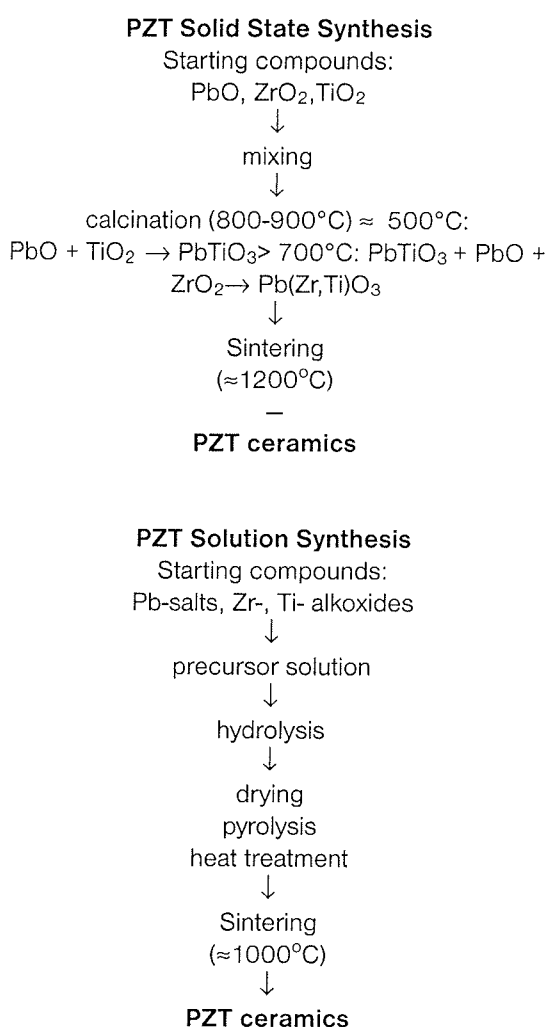 PZT Solid State Synthesis
Starting compounds:
PbO, ZrO₂,TiO₂
↓
mixing
↓
calcination (800-900°C) ≈ 500°C:
PbO + TiO₂ → PbTiO₃> 700°C: PbTiO₃ + PbO +
ZrO₂→ Pb(Zr,Ti)O₃
↓
Sintering
(≈1200°C)
–
PZT ceramics
PZT Solution Synthesis
Starting compounds:
Pb-salts, Zr-, Ti- alkoxides
↓
precursor solution
↓
hydrolysis
↓
drying
pyrolysis
heat treatment
↓
Sintering
(≈1000°C)
↓
PZT ceramics